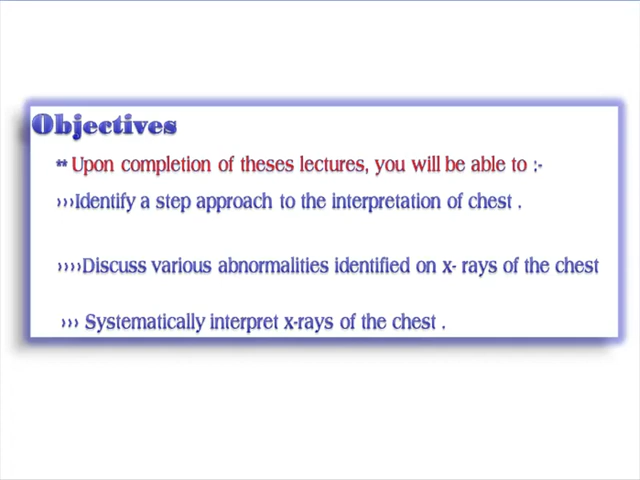 Objectives
** Upon completion of theses lectures, you will be able to :-
›››Identify a step approach to the interpretation of chest .
››››Discuss various abnormalities identified on x- rays of the chest
››› Systematically interpret x-rays of the chest .